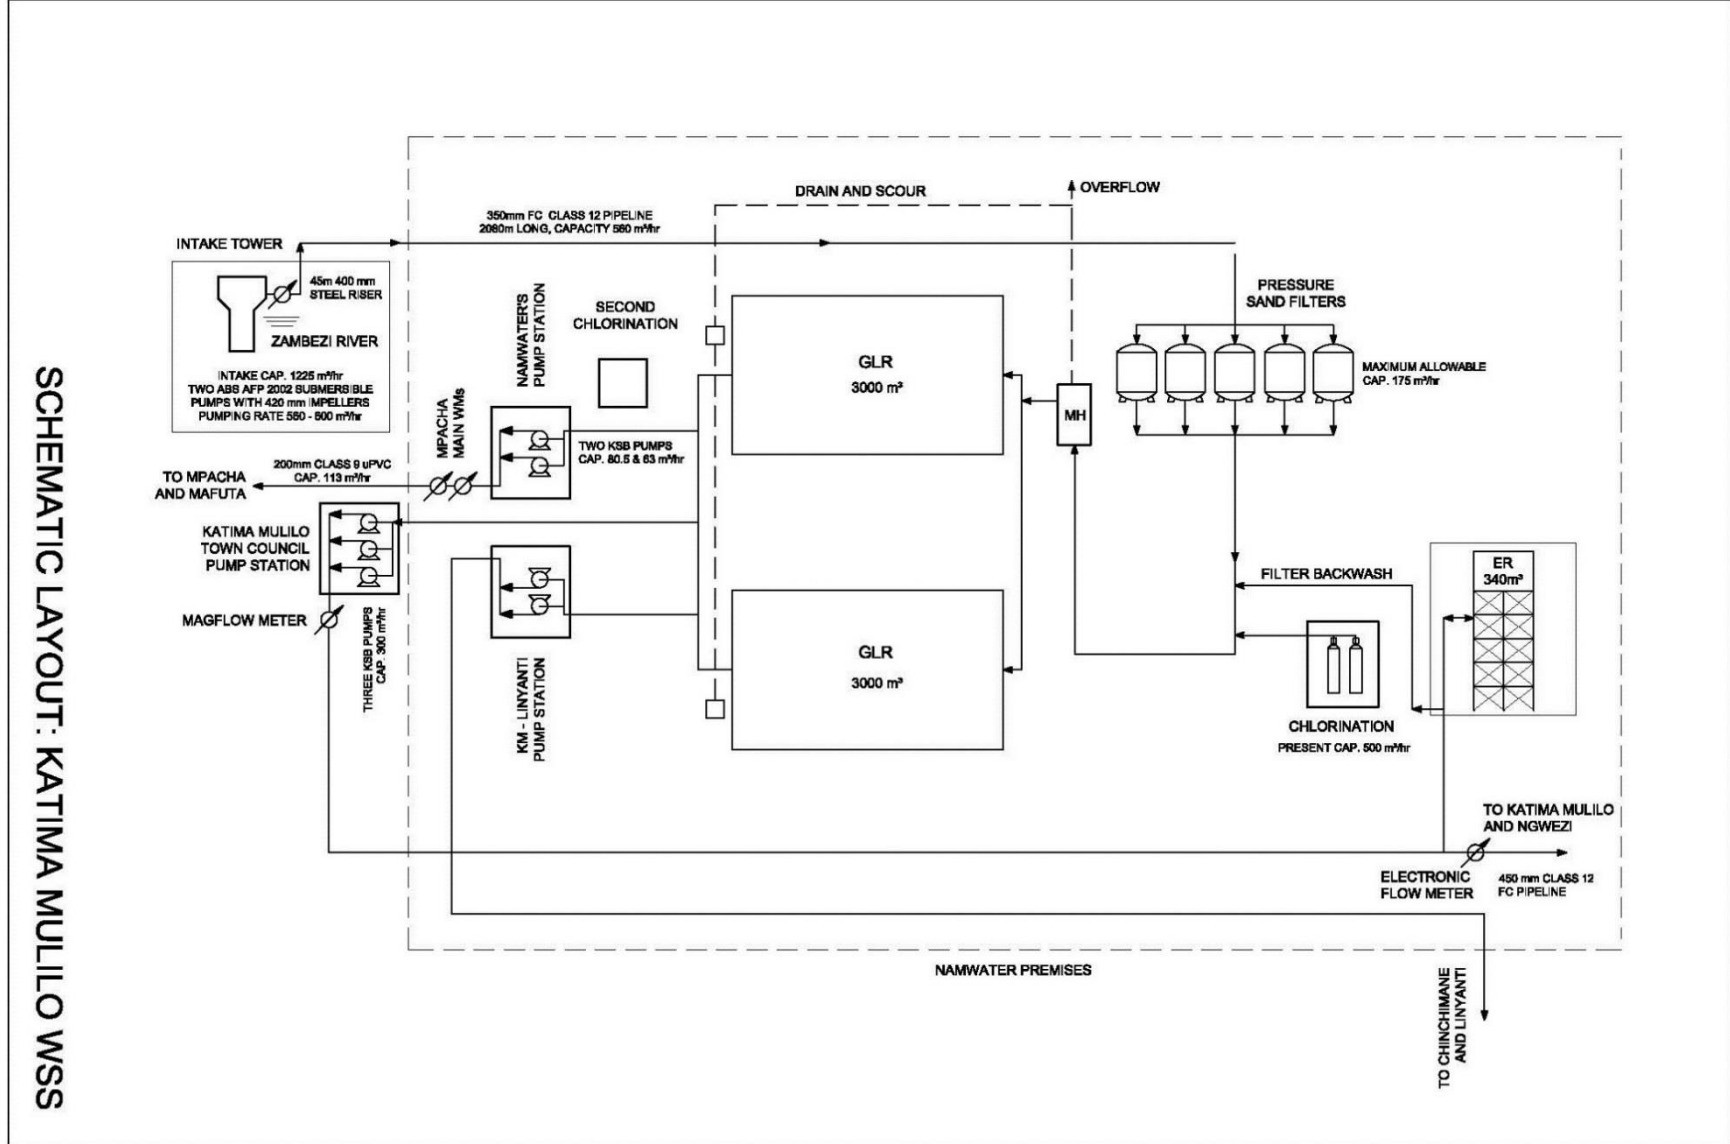 SCHEMATIC LAYOUT: KATIMA MULILO WSS
DRAIN AND SCOUR
OVERFLOW
350mm FC CLASS 12 PIPELINE
2080m LONG, CAPACITY 560 m³/hr
INTAKE TOWER
45m 400 mm
STEEL RISER
ZAMBEZI RIVER
INTAKE CAP. 1225 m³/hr
TWO ABS AFP 2002 SUBMERSIBLE
PUMPS WITH 420 mm IMPELLERS
PUMPING RATE 560 - 600 m³/hr
NAMWATER'S
PUMP STATION
SECOND
CHLORINATION
PRESSURE
SAND FILTERS
MAXIMUM ALLOWABLE
CAP. 175 m³/hr
GLR
3000 m³
MH
MPACHA
MAIN WMs
TWO KSB PUMPS
CAP. 80.5 & 63 m³/hr
200mm CLASS 9 uPVC
CAP. 113 m³/hr
TO MPACHA
AND MAFUTA
KATIMA MULILO
TOWN COUNCIL
PUMP STATION
MAGFLOW METER
THREE KSB PUMPS
CAP. 300 m³/hr
KM - LINYANTI
PUMP STATION
GLR
3000 m³
FILTER BACKWASH
ER
340m³
CHLORINATION
PRESENT CAP. 500 m³/hr
TO KATIMA MULILO
AND NGWEZI
ELECTRONIC
FLOW METER
450 mm CLASS 12
FC PIPELINE
NAMWATER PREMISES
TO CHINCHIMANE
AND LINYANTI